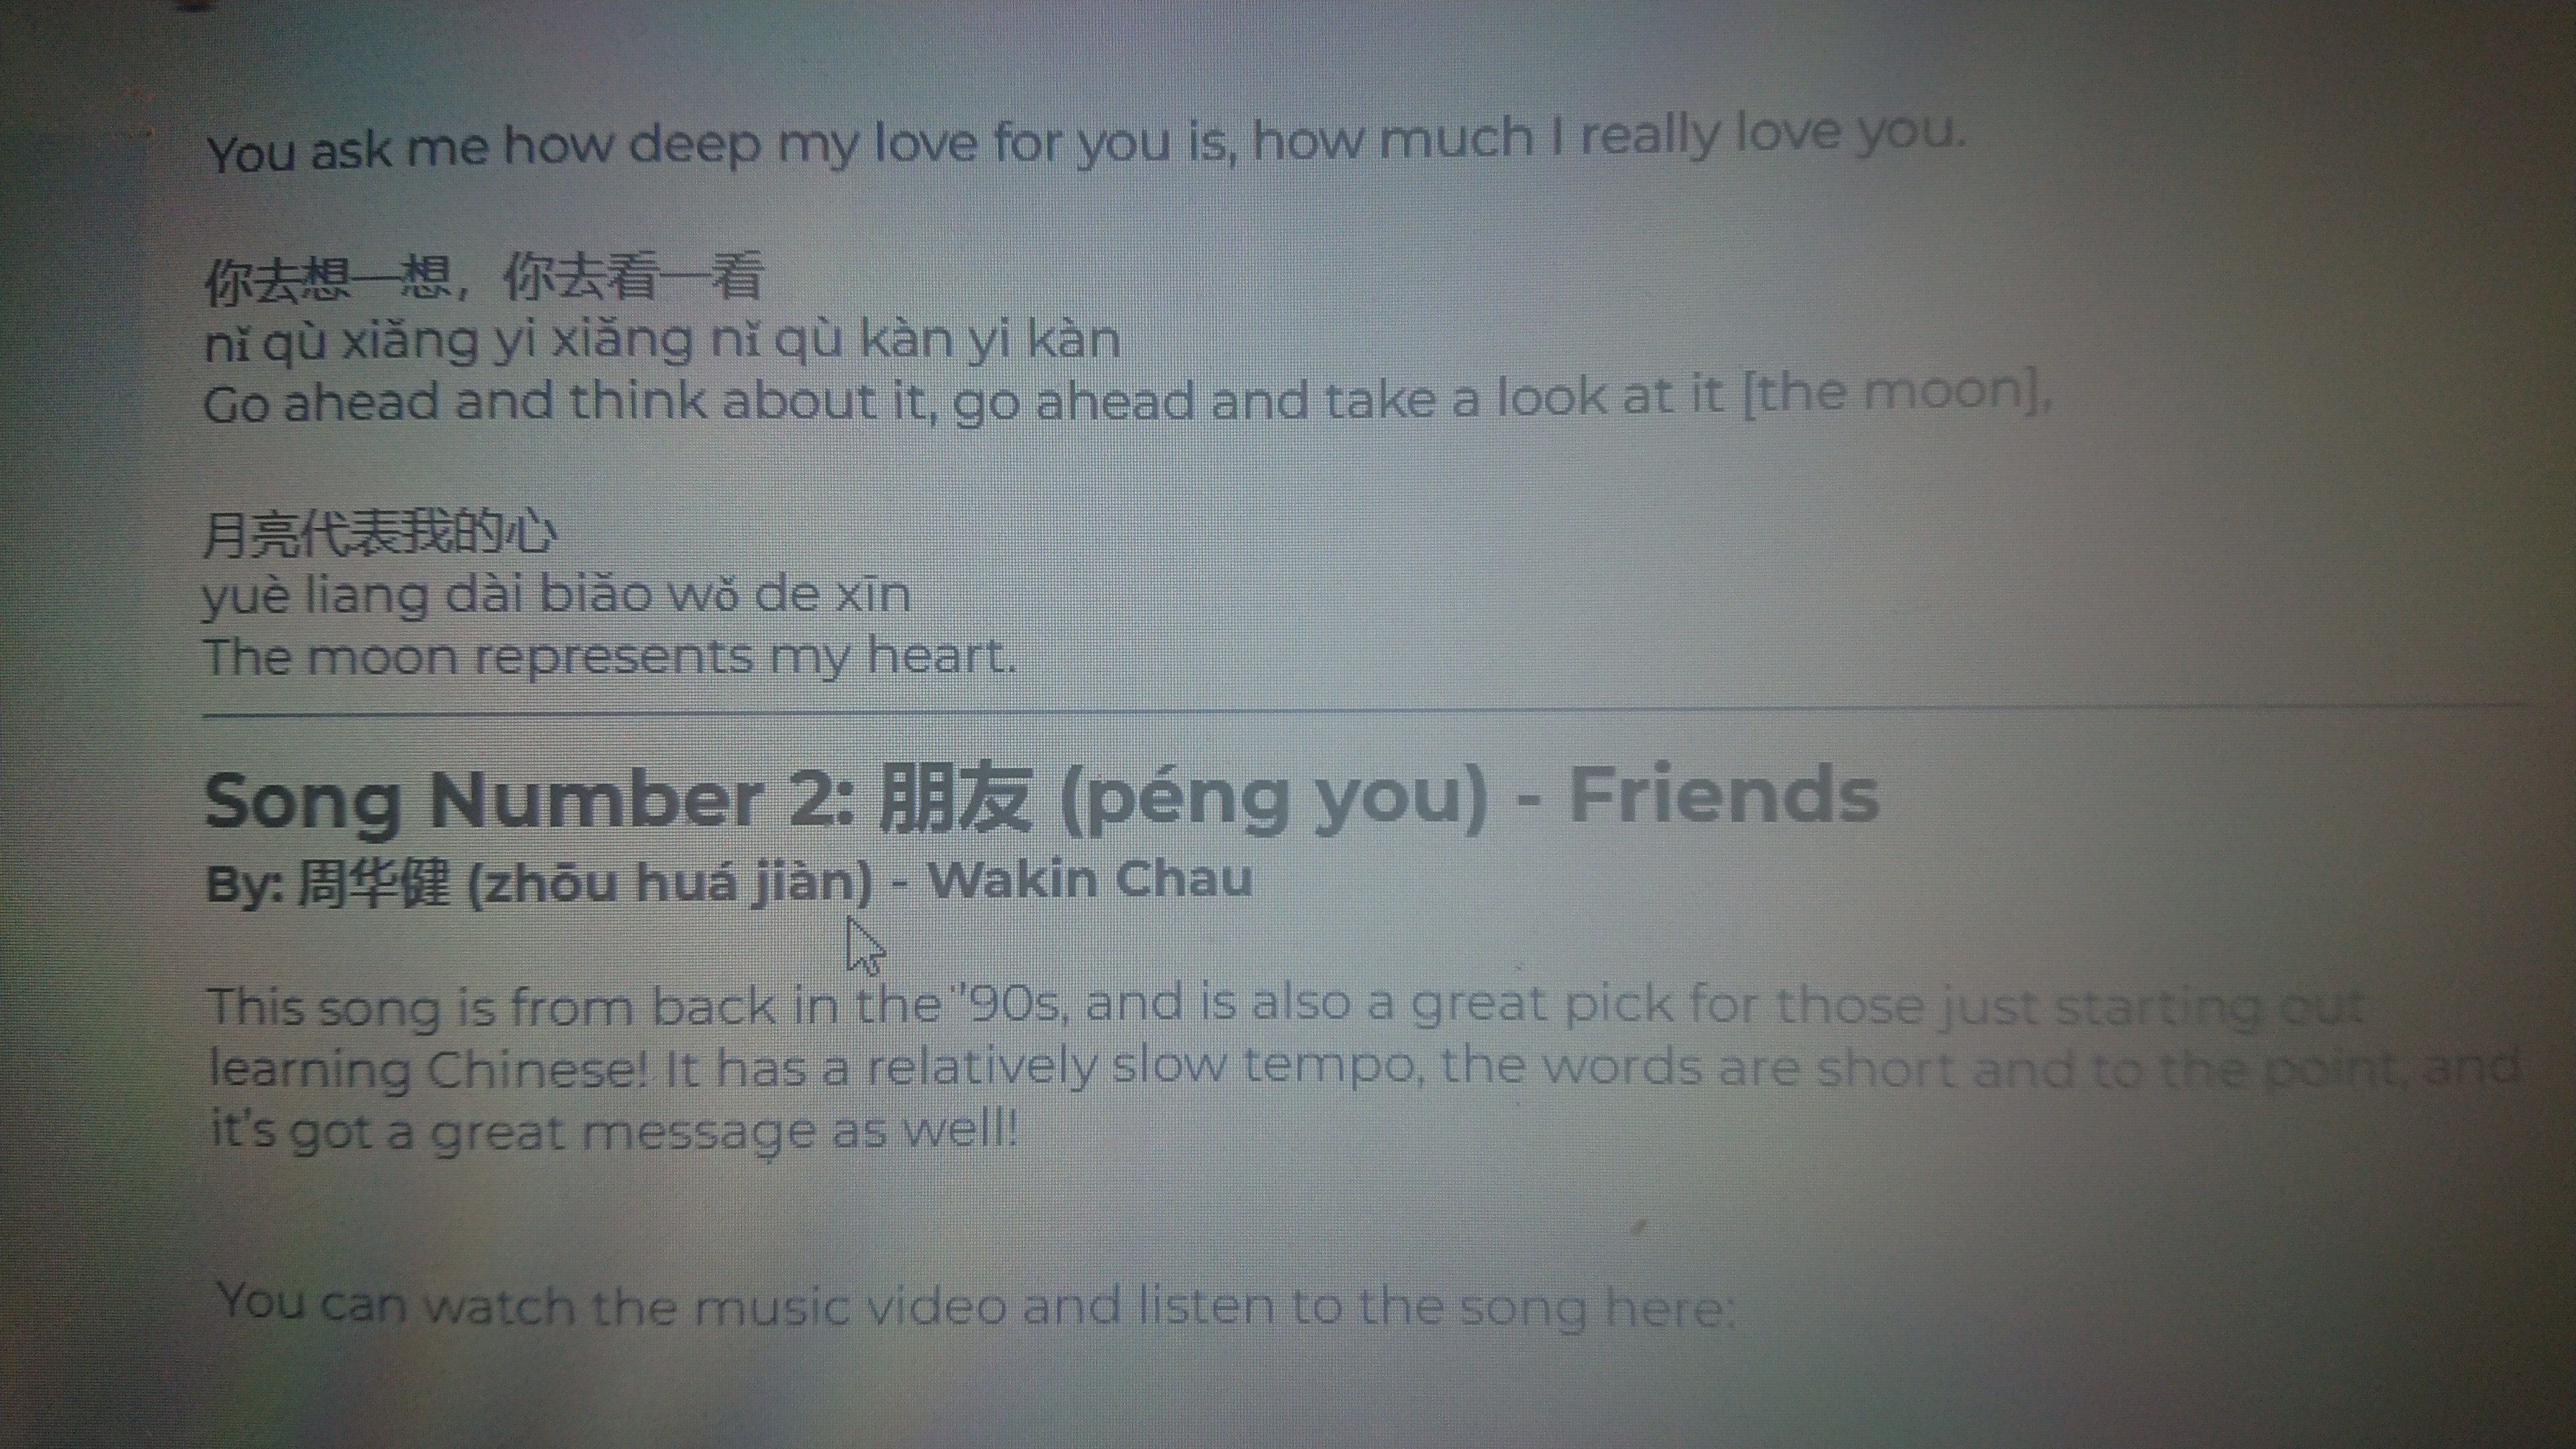 You ask me how deep my love for you is, how much I really love you.
你去想一想，你去看一看
nǐ qù xiǎng yi xiǎng nǐ qù kàn yi kàn
Go ahead and think about it, go ahead and take a look at it [the moon],
月亮代表我的心
yuè liang dài biǎo wǒ de xīn
The moon represents my heart.
Song Number 2: 朋友 (péng you) - Friends
By: 周华健 (zhōu huá jiàn) - Wakin Chau
This song is from back in the "90s, and is also a great pick for those just starting out
learning Chinese! It has a relatively slow tempo, the words are short and to the point, and
it's got a great message as well!
You can watch the music video and listen to the song here: